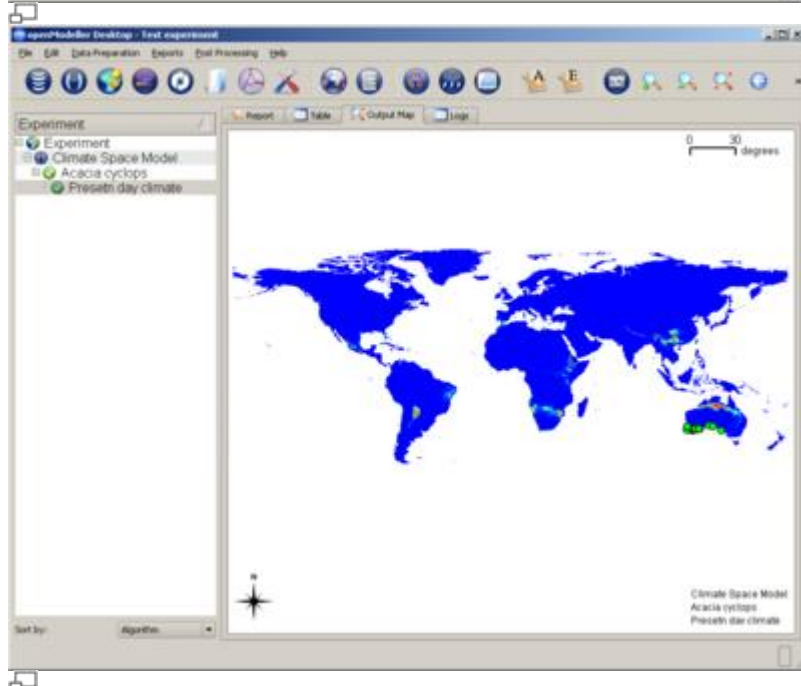 openModeller Desktop - Test experiment
File Edit Data Preparation Reports Post Processing Help
A E
Report Table Output Map Logs
Experiment
Experiment
Climate Space Model
Acacia cyclops
Presetn day climate
0 30
degrees
N
Climate Space Model
Acacia cyclops
Presetn day climate
Sort by: Algorithm